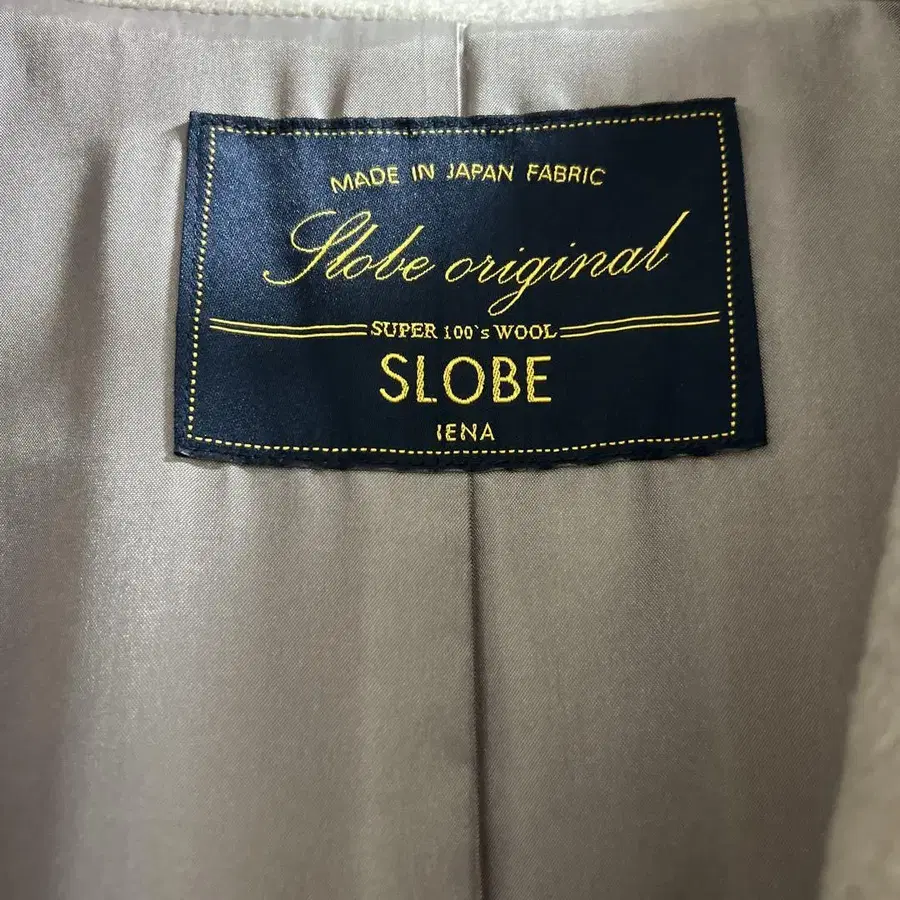 MADE IN JAPAN FABRIC
Slobe original
SUPER 100`s WOOL
SLOBE
IENA